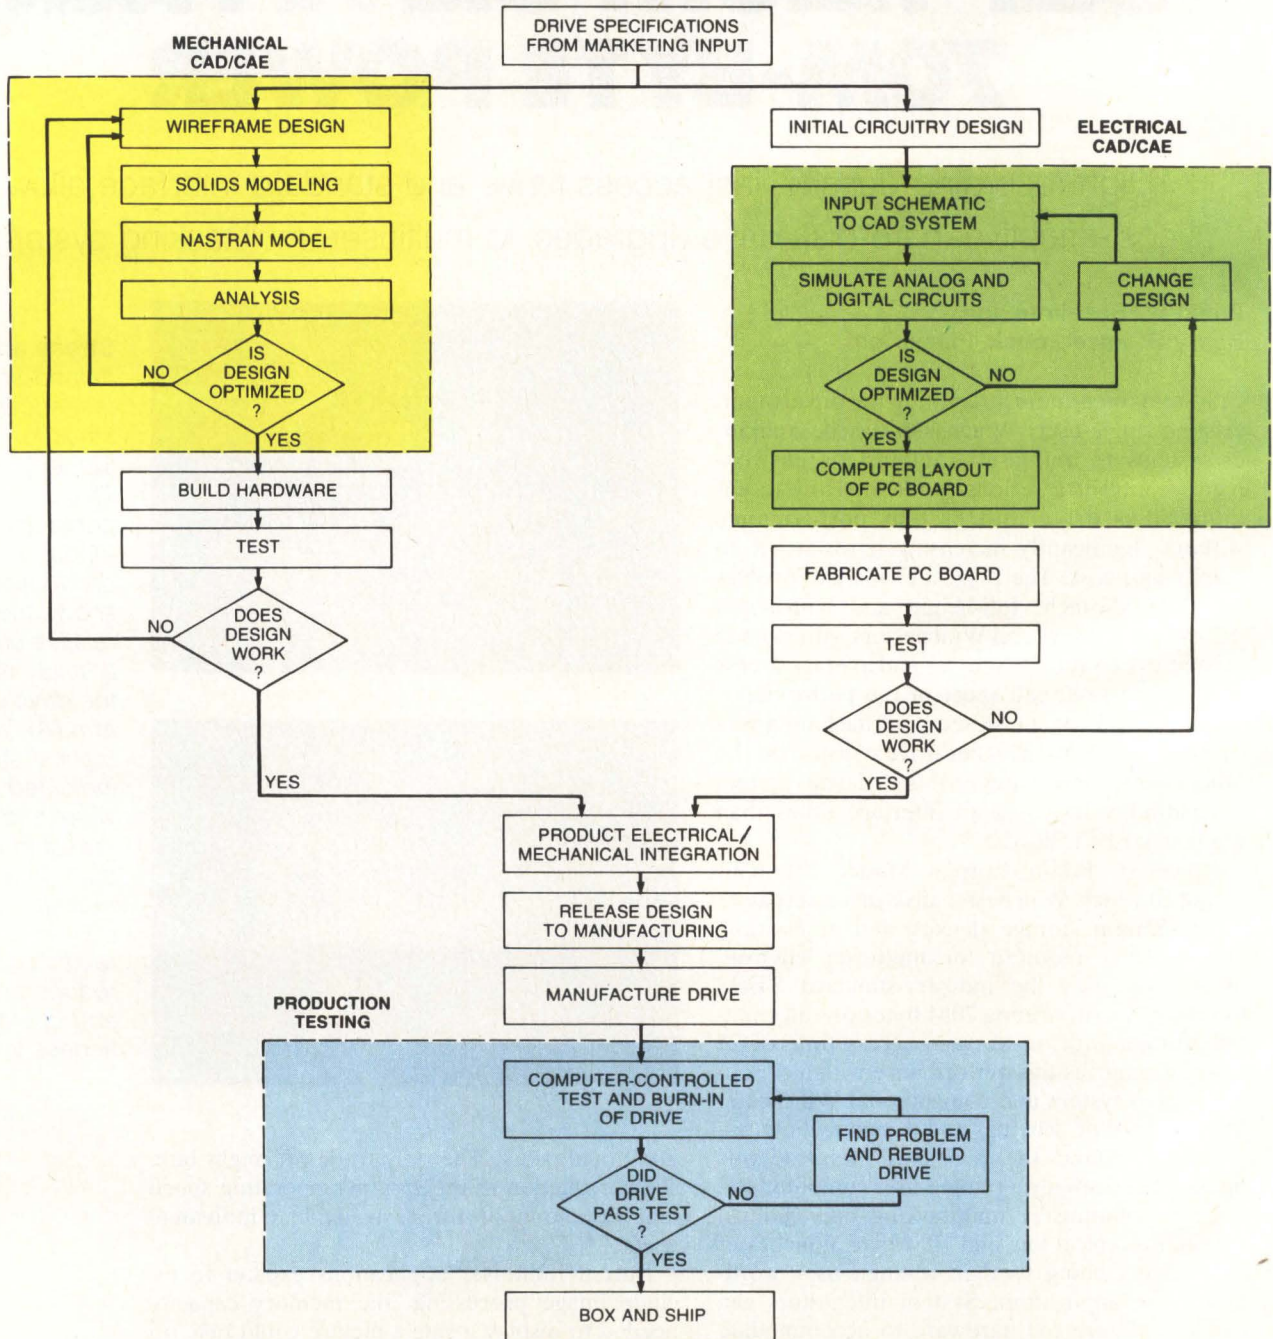 DRIVE SPECIFICATIONS
FROM MARKETING INPUT
MECHANICAL
CAD/CAE
WIREFRAME DESIGN
SOLIDS MODELING
NASTRAN MODEL
ANALYSIS
IS
DESIGN
OPTIMIZED
?
NO
YES
BUILD HARDWARE
TEST
DOES
DESIGN
WORK
?
NO
YES
INITIAL CIRCUITRY DESIGN
ELECTRICAL
CAD/CAE
INPUT SCHEMATIC
TO CAD SYSTEM
SIMULATE ANALOG AND
DIGITAL CIRCUITS
CHANGE
DESIGN
IS
DESIGN
OPTIMIZED
?
NO
YES
COMPUTER LAYOUT
OF PC BOARD
FABRICATE PC BOARD
TEST
DOES
DESIGN
WORK
?
NO
YES
PRODUCT ELECTRICAL/
MECHANICAL INTEGRATION
RELEASE DESIGN
TO MANUFACTURING
MANUFACTURE DRIVE
PRODUCTION
TESTING
COMPUTER-CONTROLLED
TEST AND BURN-IN
OF DRIVE
FIND PROBLEM
AND REBUILD
DRIVE
DID
DRIVE
PASS TEST
?
NO
YES
BOX AND SHIP